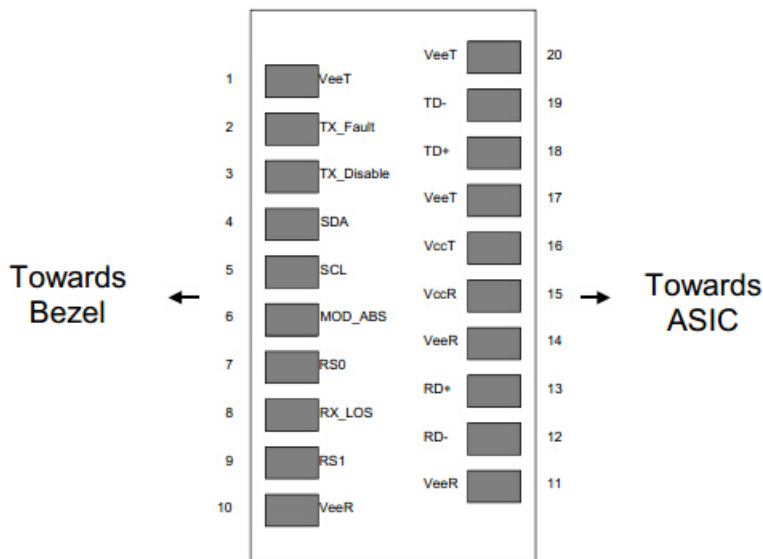 VeeT 20
1 VeeT
TD- 19
2 TX_Fault
TD+ 18
3 TX_Disable
VeeT 17
4 SDA
VccT 16
5 SCL
Towards
Bezel
VccR 15
Towards
ASIC
6 MOD_ABS
VeeR 14
7 RS0
RD+ 13
8 RX_LOS
RD- 12
9 RS1
VeeR 11
10 VeeR